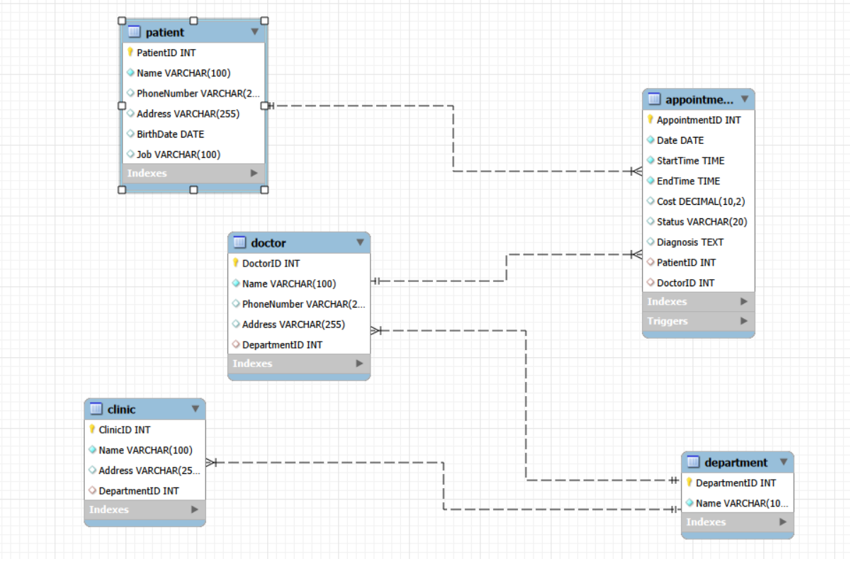 patient
PatientID INT
Name VARCHAR(100)
PhoneNumber VARCHAR(2...
Address VARCHAR(255)
BirthDate DATE
Job VARCHAR(100)
Indexes
appointme...
AppointmentID INT
Date DATE
StartTime TIME
EndTime TIME
Cost DECIMAL(10,2)
Status VARCHAR(20)
Diagnosis TEXT
PatientID INT
DoctorID INT
Indexes
Triggers
doctor
DoctorID INT
Name VARCHAR(100)
PhoneNumber VARCHAR(2...
Address VARCHAR(255)
DepartmentID INT
Indexes
clinic
ClinicID INT
Name VARCHAR(100)
Address VARCHAR(25...
DepartmentID INT
Indexes
department
DepartmentID INT
Name VARCHAR(10...
Indexes